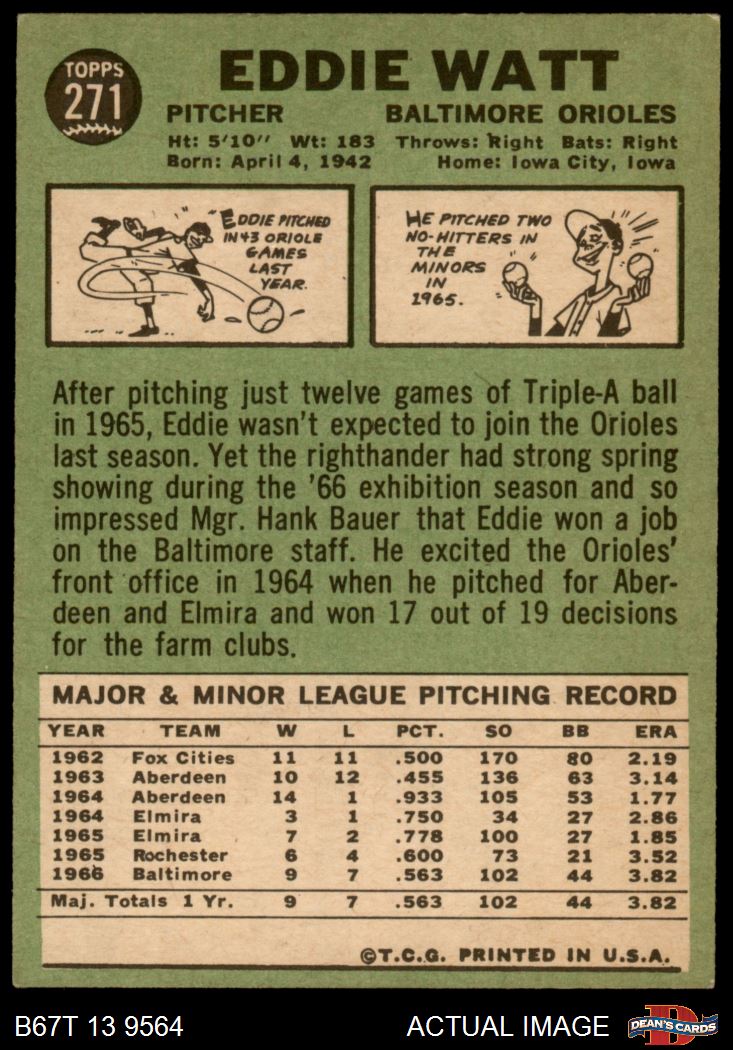 TOPPS
271
EDDIE WATT
PITCHER BALTIMORE ORIOLES
Ht: 5'10" Wt: 183 Throws: Right Bats: Right
Born: April 4, 1942 Home: Iowa City, Iowa
EDDIE PITCHED
IN 43 ORIOLE
GAMES
LAST
YEAR.
HE PITCHED TWO
NO-HITTERS IN
THE
MINORS
IN
1965.
After pitching just twelve games of Triple-A ball
in 1965, Eddie wasn't expected to join the Orioles
last season. Yet the righthander had strong spring
showing during the '66 exhibition season and so
impressed Mgr. Hank Bauer that Eddie won a job
on the Baltimore staff. He excited the Orioles'
front office in 1964 when he pitched for Aber-
deen and Elmira and won 17 out of 19 decisions
for the farm clubs.
MAJOR & MINOR LEAGUE PITCHING RECORD
YEAR TEAM W L PCT. SO BB ERA
1962 Fox Cities 11 11 .500 170 80 2.19
1963 Aberdeen 10 12 .455 136 63 3.14
1964 Aberdeen 14 1 .933 105 53 1.77
1964 Elmira 3 1 .750 34 27 2.86
1965 Elmira 7 2 .778 100 27 1.85
1965 Rochester 6 4 .600 73 21 3.52
1966 Baltimore 9 7 .563 102 44 3.82
Maj. Totals 1 Yr. 9 7 .563 102 44 3.82
©T.C.G. PRINTED IN U.S.A.
B67T 13 9564 ACTUAL IMAGE DEAN'S CARDS